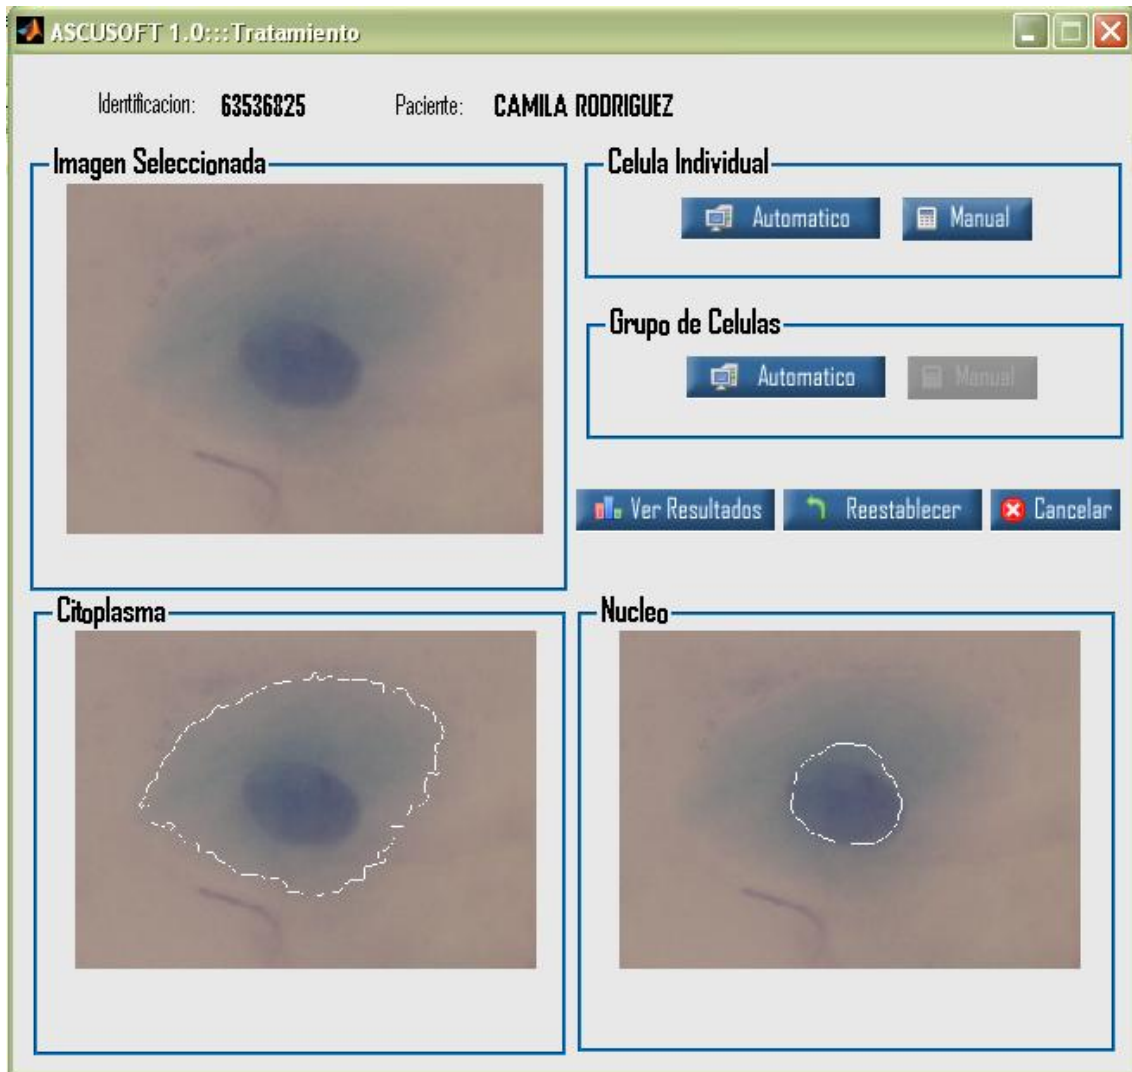 ASCUSOFT 1.0:::Tratamiento
Identificacion: 63536825 Paciente: CAMILA RODRIGUEZ
Imagen Seleccionada
Celula Individual
Automatico Manual
Grupo de Celulas
Automatico Manual
Ver Resultados Reestablecer Cancelar
Citoplasma
Nucleo